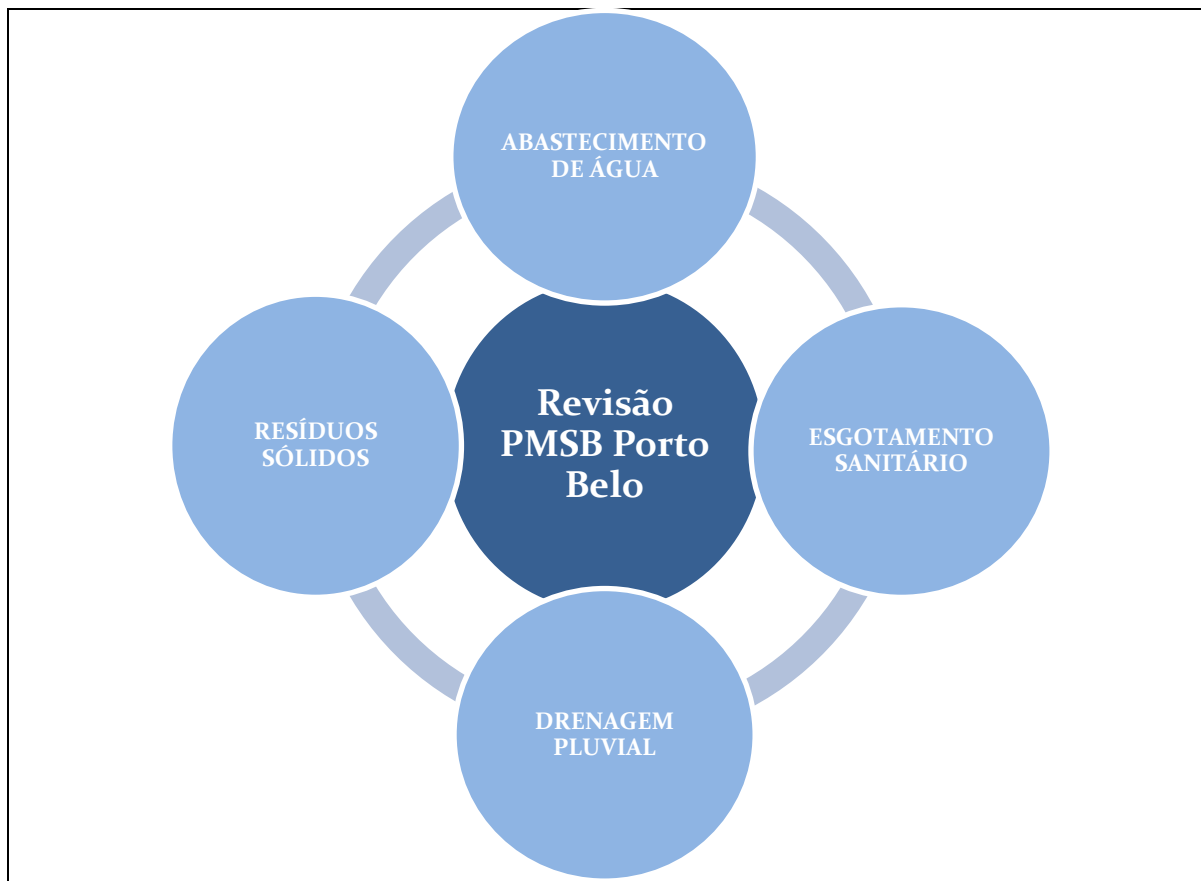 ABASTECIMENTO
DE ÁGUA
RESÍDUOS
SÓLIDOS
Revisão
PMSB Porto
Belo
ESGOTAMENTO
SANITÁRIO
DRENAGEM
PLUVIAL